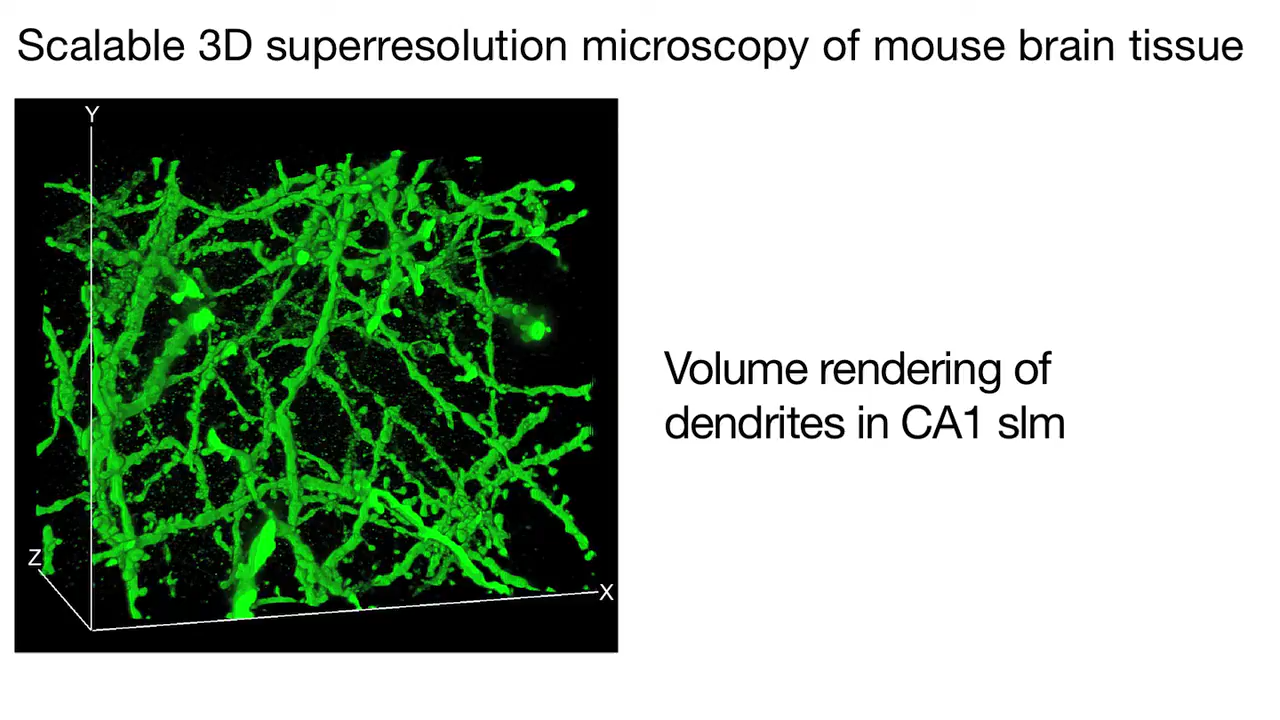 Scalable 3D superresolution microscopy of mouse brain tissue
Y
Z
X
Volume rendering of
dendrites in CA1 slm